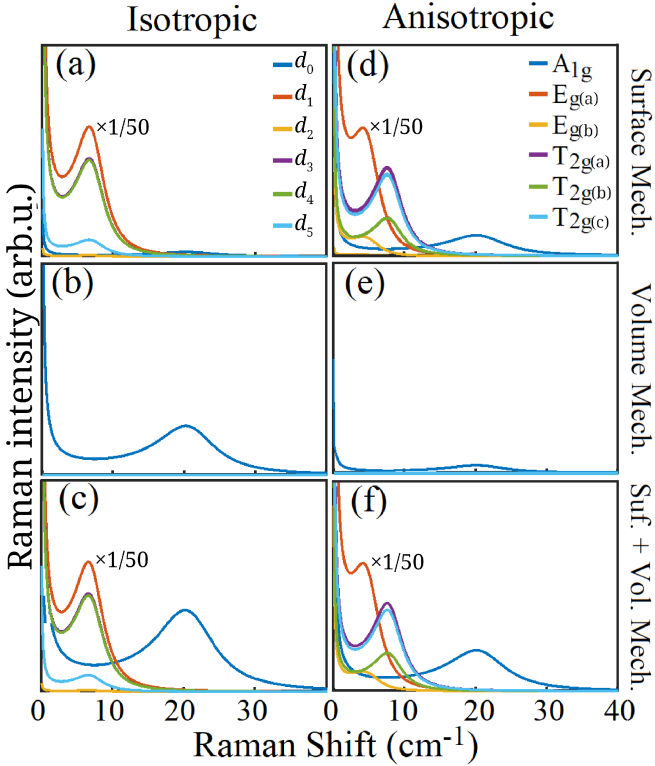 Isotropic
Anisotropic
(a)
d0
d1
×1/50
d2
d3
d4
d5
(d)
A1g
Eg(a)
×1/50
Eg(b)
T2g(a)
T2g(b)
T2g(c)
Surface Mech.
(b)
(e)
Volume Mech.
(c)
×1/50
(f)
×1/50
Suf. + Vol. Mech.
Raman intensity (arb.u.)
0 10 20 30
0 10 20 30 40
Raman Shift (cm-1)